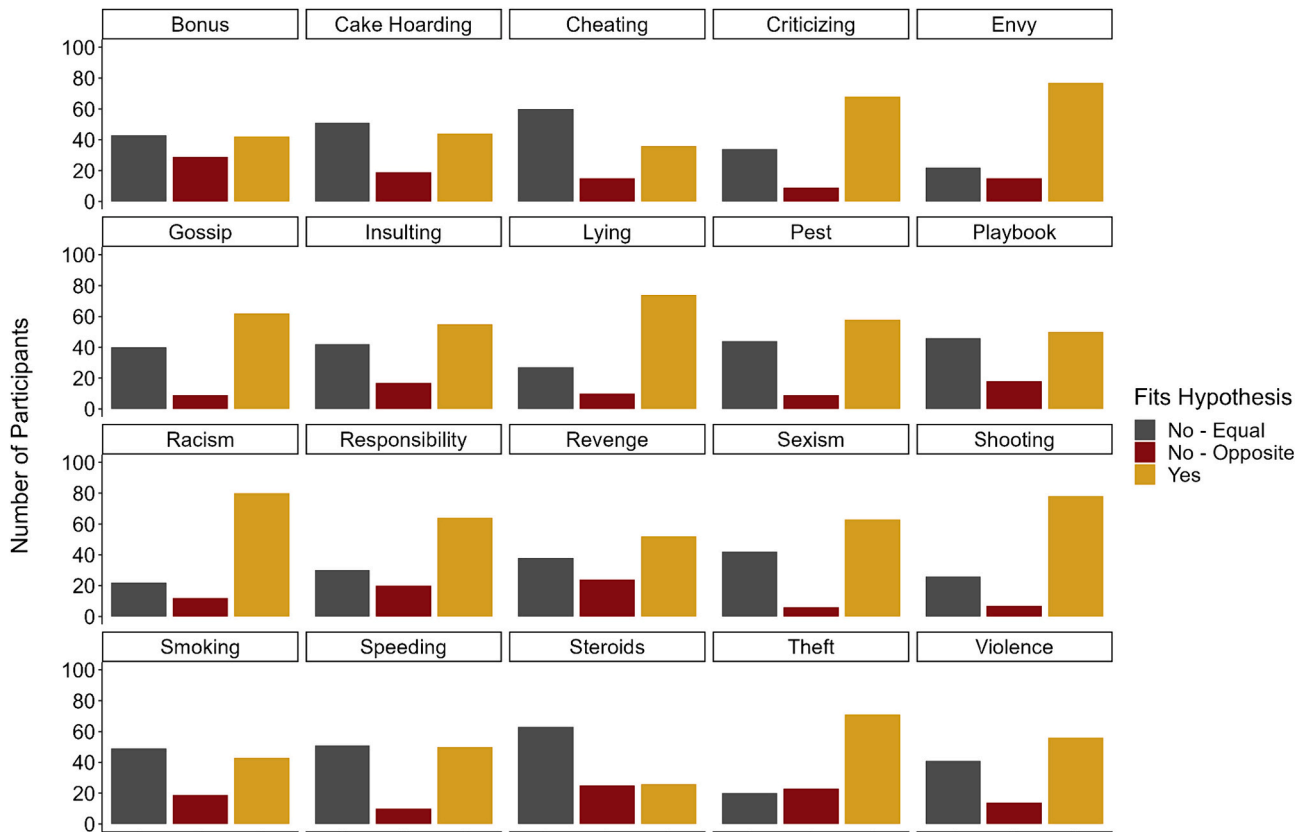 Bonus Cake Hoarding Cheating Criticizing Envy
100
80
60
40
20
0
Gossip Insulting Lying Pest Playbook
100
80
60
40
20
0
Racism Responsibility Revenge Sexism Shooting
100
80
60
40
20
0
Smoking Speeding Steroids Theft Violence
100
80
60
40
20
0
Number of Participants
Fits Hypothesis
No - Equal
No - Opposite
Yes